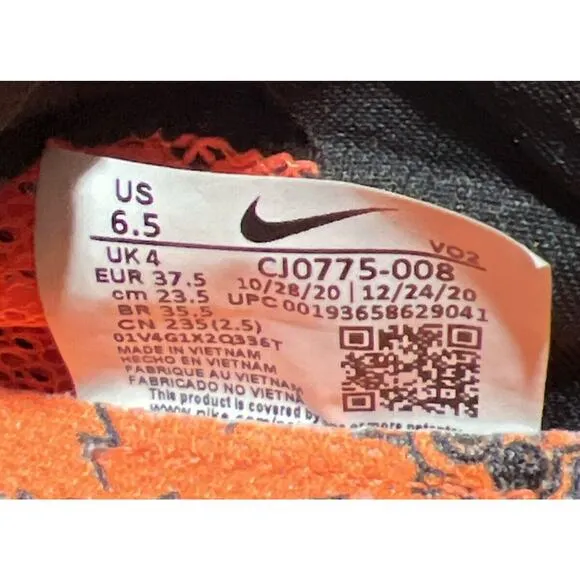 US
6.5
VO2
UK 4
CJ0775-008
EUR 37.5
10/28/20 | 12/24/20
cm 23.5
UPC 00193658629041
BR 35.5
CN 235(2.5)
01V4G1X2Q336T
MADE IN VIETNAM
HECHO EN VIETNAM
FABRIQUE AU VIETNAM
FABRICADO NO VIETNA
This product is covered by